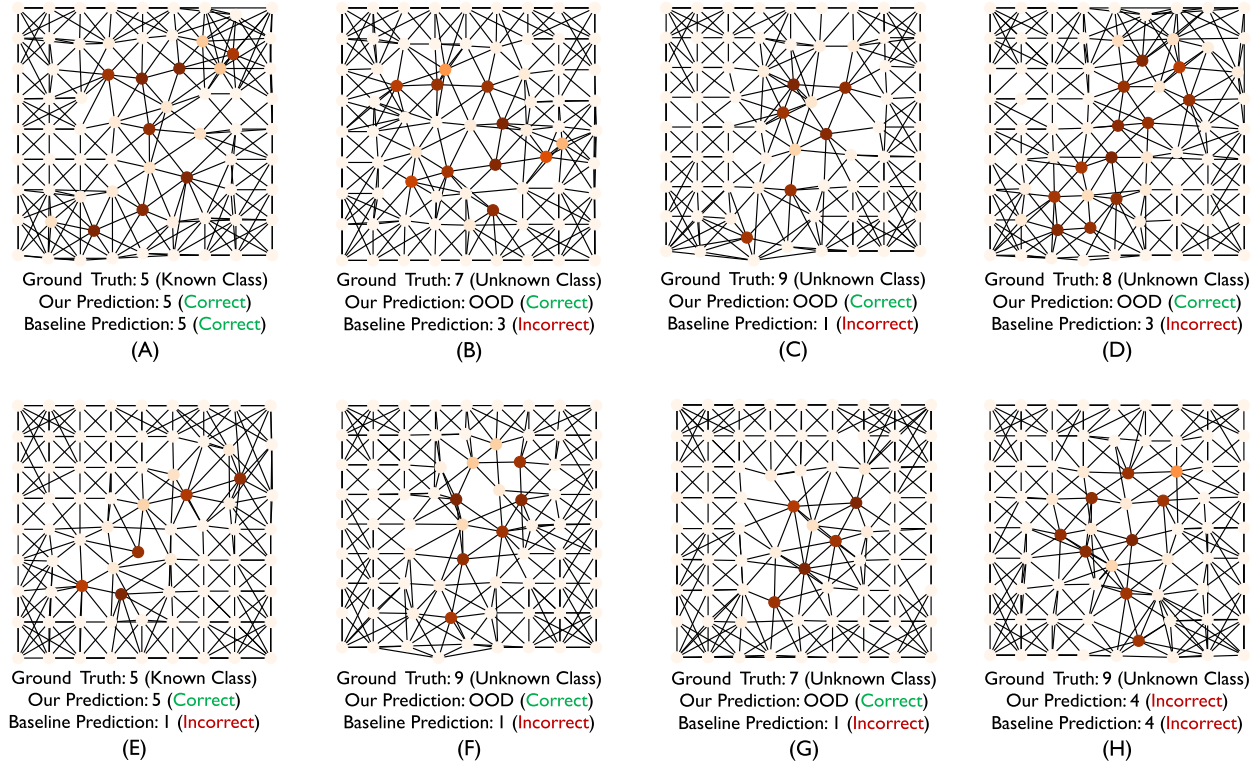 Ground Truth: 5 (Known Class)
Our Prediction: 5 (Correct)
Baseline Prediction: 5 (Correct)
(A)
Ground Truth: 7 (Unknown Class)
Our Prediction: OOD (Correct)
Baseline Prediction: 3 (Incorrect)
(B)
Ground Truth: 9 (Unknown Class)
Our Prediction: OOD (Correct)
Baseline Prediction: 1 (Incorrect)
(C)
Ground Truth: 8 (Unknown Class)
Our Prediction: OOD (Correct)
Baseline Prediction: 3 (Incorrect)
(D)
Ground Truth: 5 (Known Class)
Our Prediction: 5 (Correct)
Baseline Prediction: 1 (Incorrect)
(E)
Ground Truth: 9 (Unknown Class)
Our Prediction: OOD (Correct)
Baseline Prediction: 1 (Incorrect)
(F)
Ground Truth: 7 (Unknown Class)
Our Prediction: OOD (Correct)
Baseline Prediction: 1 (Incorrect)
(G)
Ground Truth: 9 (Unknown Class)
Our Prediction: 4 (Incorrect)
Baseline Prediction: 4 (Incorrect)
(H)